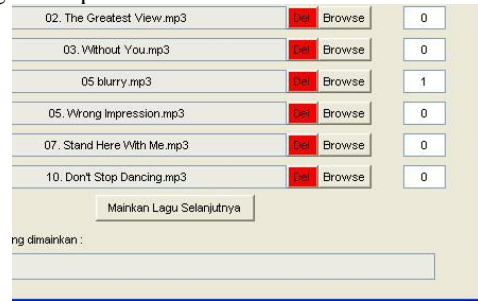 02. The Greatest View.mp3 Del Browse 0
03. Without You.mp3 Del Browse 0
05 blurry.mp3 Del Browse 1
05. Wrong Impression.mp3 Del Browse 0
07. Stand Here With Me.mp3 Del Browse 0
10. Don't Stop Dancing.mp3 Del Browse 0
Mainkan Lagu Selanjutnya
ng dimainkan :